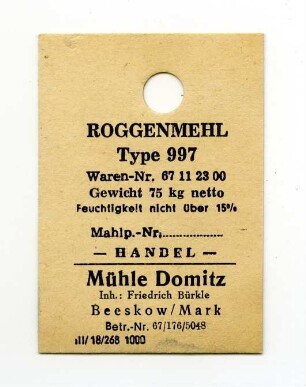 ROGGENMEHL
Type 997
Waren-Nr. 67 11 23 00
Gewicht 75 kg netto
Feuchtigkeit nicht über 15%
Mahlp.-Nr...................
— HANDEL —
Mühle Domitz
Inh.: Friedrich Bürkle
Beeskow/Mark
Betr.-Nr. 67/176/5048
III/18/268 1000